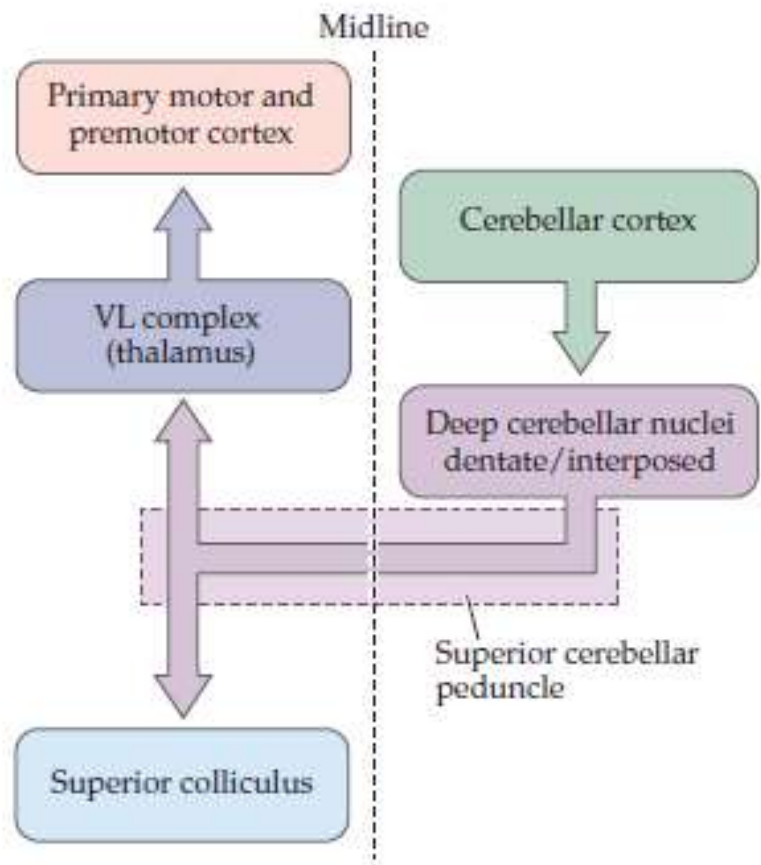 Midline
Primary motor and
premotor cortex
Cerebellar cortex
VL complex
(thalamus)
Deep cerebellar nuclei
dentate/interposed
Superior cerebellar
peduncle
Superior colliculus